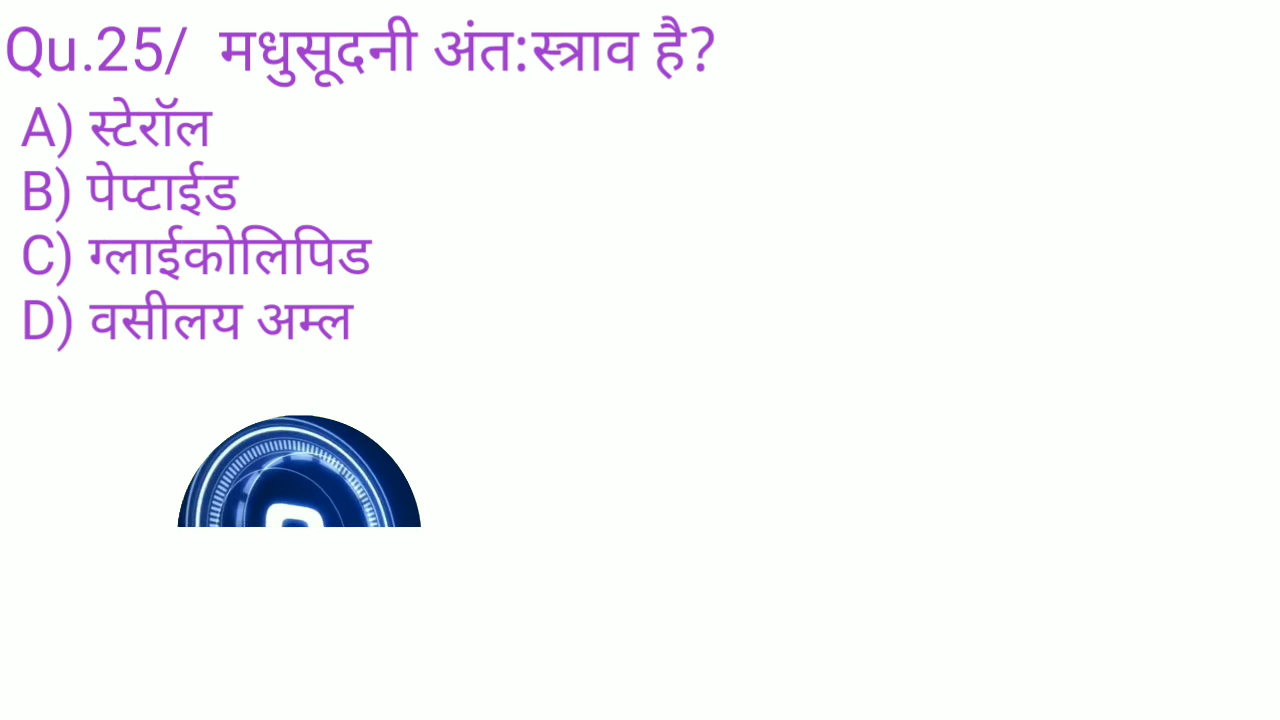 Qu.25/ मधुसूदनी अंत:स्त्राव है?
A) स्टेरॉल
B) पेप्टाईड
C) ग्लाईकोलिपिड
D) वसीलय अम्ल